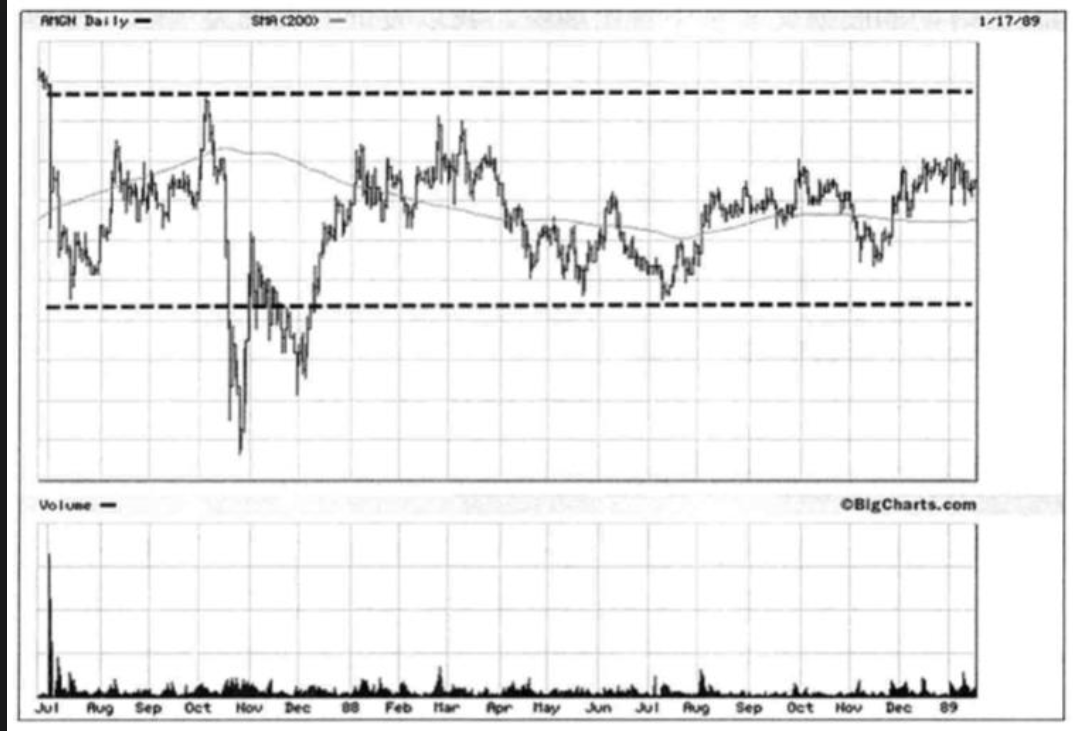 AMGN Daily — SMA(200) — 1/17/89
Volume — ©BigCharts.com
Jul Aug Sep Oct Nov Dec 88 Feb Mar Apr May Jun Jul Aug Sep Oct Nov Dec 89